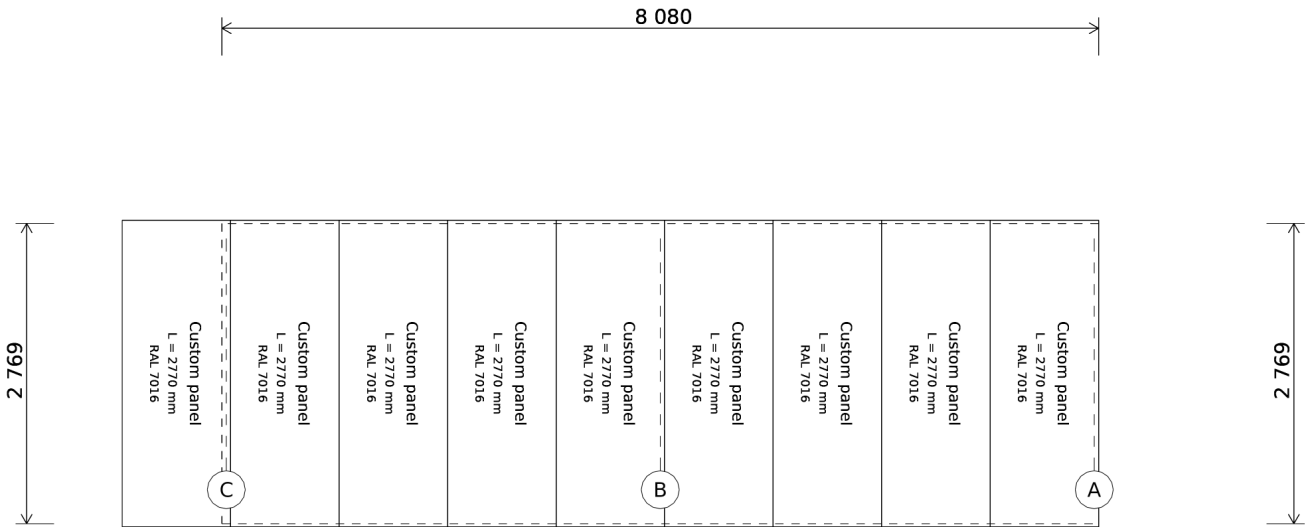 8 080
2 769
Custom panel
L = 2770 mm
RAL 7016
Custom panel
L = 2770 mm
RAL 7016
Custom panel
L = 2770 mm
RAL 7016
Custom panel
L = 2770 mm
RAL 7016
Custom panel
L = 2770 mm
RAL 7016
Custom panel
L = 2770 mm
RAL 7016
Custom panel
L = 2770 mm
RAL 7016
Custom panel
L = 2770 mm
RAL 7016
Custom panel
L = 2770 mm
RAL 7016
2 769
C
B
A